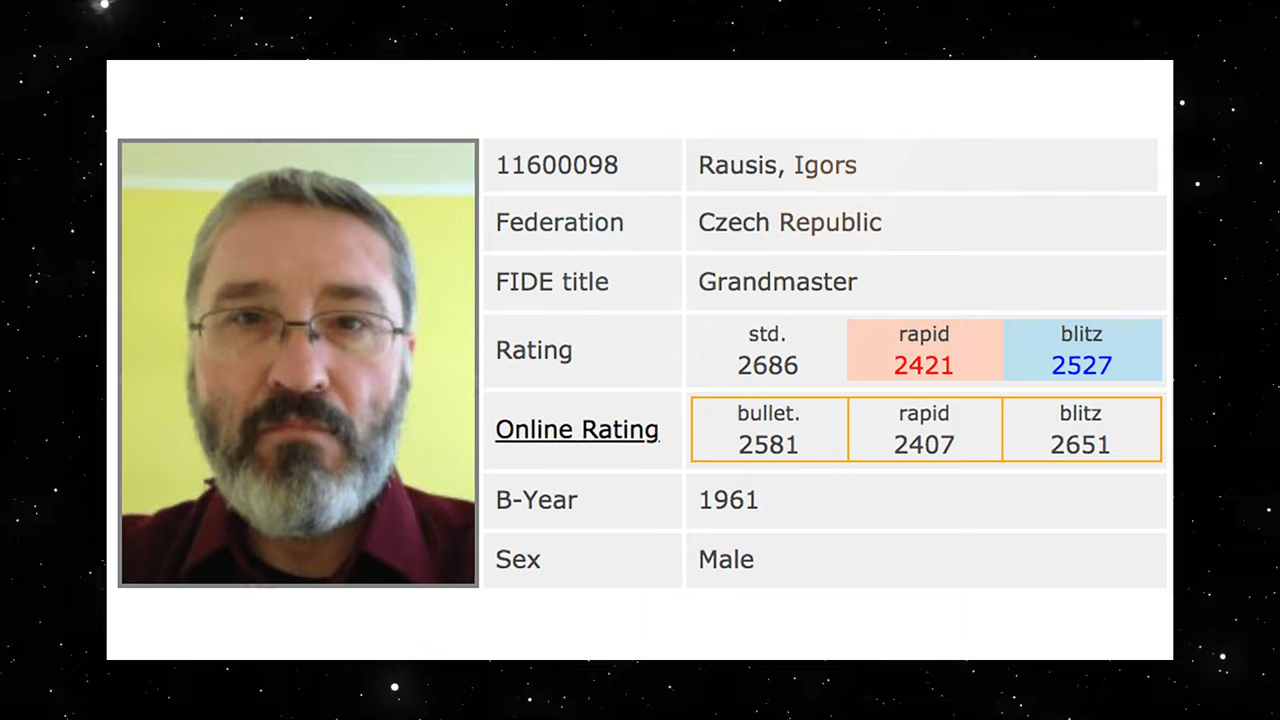 11600098 Rausis, Igors
Federation Czech Republic
FIDE title Grandmaster
Rating
std. rapid blitz
2686 2421 2527
Online Rating
bullet. rapid blitz
2581 2407 2651
B-Year 1961
Sex Male